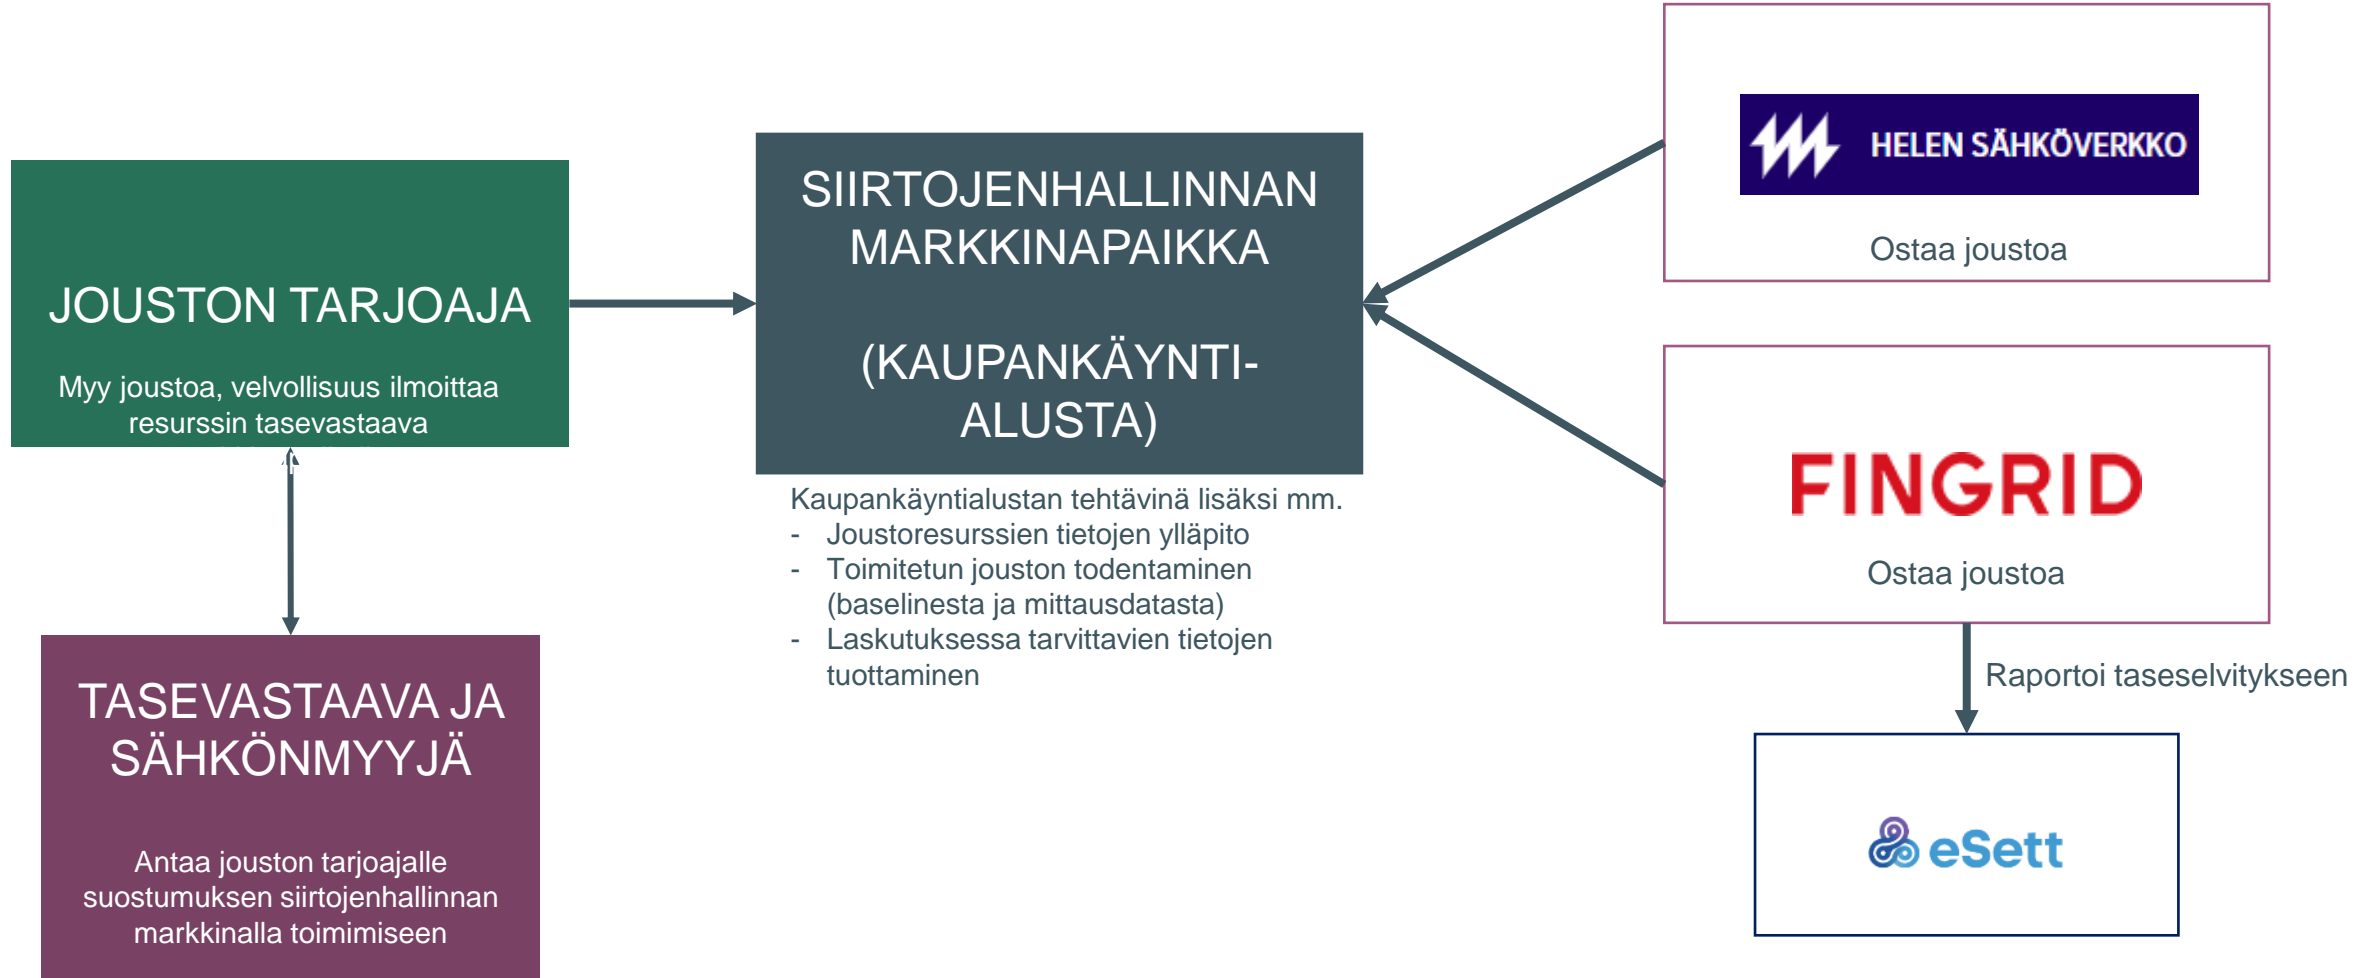 JOUSTON TARJOAJA
Myy joustoa, velvollisuus ilmoittaa
resurssin tasevastaava
TASEVASTAAVA JA
SÄHKÖNMYYJÄ
Antaa jouston tarjoajalle
suostumuksen siirtojenhallinnan
markkinalla toimimiseen
SIIRTOJENHALLINNAN
MARKKINAPAIKKA
(KAUPANKÄYNTI-
ALUSTA)
Kaupankäyntialustan tehtävinä lisäksi mm.
- Joustoresurssien tietojen ylläpito
- Toimitetun jouston todentaminen
(baselinesta ja mittausdatasta)
- Laskutuksessa tarvittavien tietojen
tuottaminen
HELEN SÄHKÖVERKKO
Ostaa joustoa
FINGRID
Ostaa joustoa
Raportoi taseselvitykseen
eSett